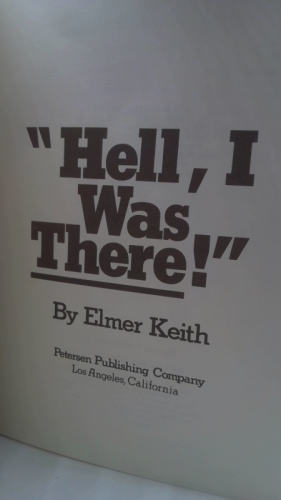 "Hell, I
Was
There!"
By Elmer Keith
Petersen Publishing Company
Los Angeles, California